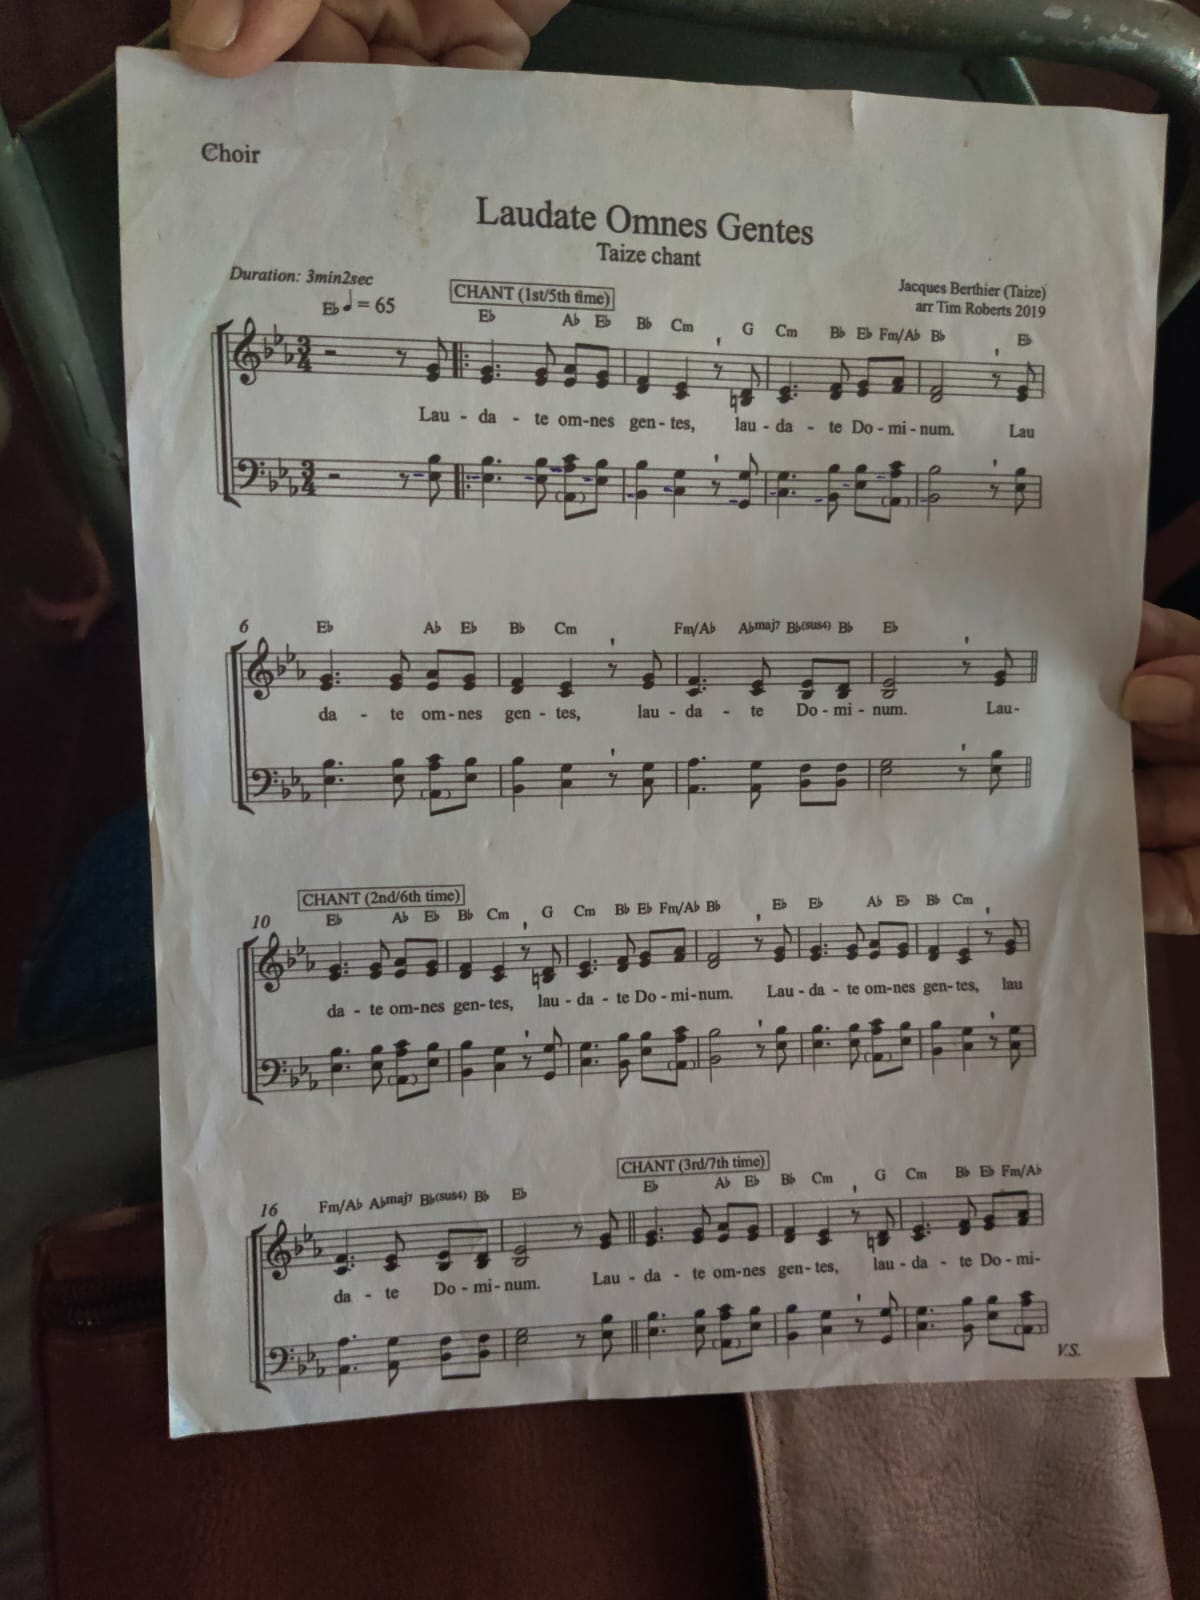 Choir
Laudate Omnes Gentes
Taize chant
Duration: 3min2sec
Jacques Berthier (Taize)
arr Tim Roberts 2019
E♭ ♩ = 65
CHANT (1st/5th time)
E♭ A♭ E♭ B♭ Cm G Cm B♭ E♭ Fm/A♭ B♭ E♭
3 4
Lau - da - te om-nes gen - tes, lau - da - te Do - mi - num. Lau
3 4
6
E♭ A♭ E♭ B♭ Cm Fm/A♭ A♭maj7 B♭(sus4) B♭ E♭
da - te om-nes gen - tes, lau - da - te Do - mi - num. Lau-
CHANT (2nd/6th time)
10
E♭ A♭ E♭ B♭ Cm G Cm B♭ E♭ Fm/A♭ B♭ E♭ E♭ A♭ E♭ B♭ Cm
da - te om-nes gen-tes, lau - da - te Do - mi-num. Lau - da - te om-nes gen-tes, lau
CHANT (3rd/7th time)
16
Fm/A♭ A♭maj7 B♭(sus4) B♭ E♭ E♭ A♭ E♭ B♭ Cm G Cm B♭ E♭ Fm/A♭
da - te Do - mi - num. Lau - da - te om-nes gen-tes, lau - da - te Do - mi-
V.S.